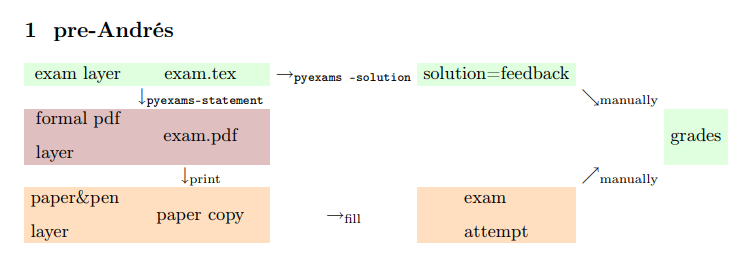 1 pre-Andrés
exam layer exam.tex →pyexams -solution solution=feedback
↓pyexams-statement ↘manually
formal pdf
layer
exam.pdf
grades
↓print ↗manually
paper&pen
layer
paper copy
→fill
exam
attempt